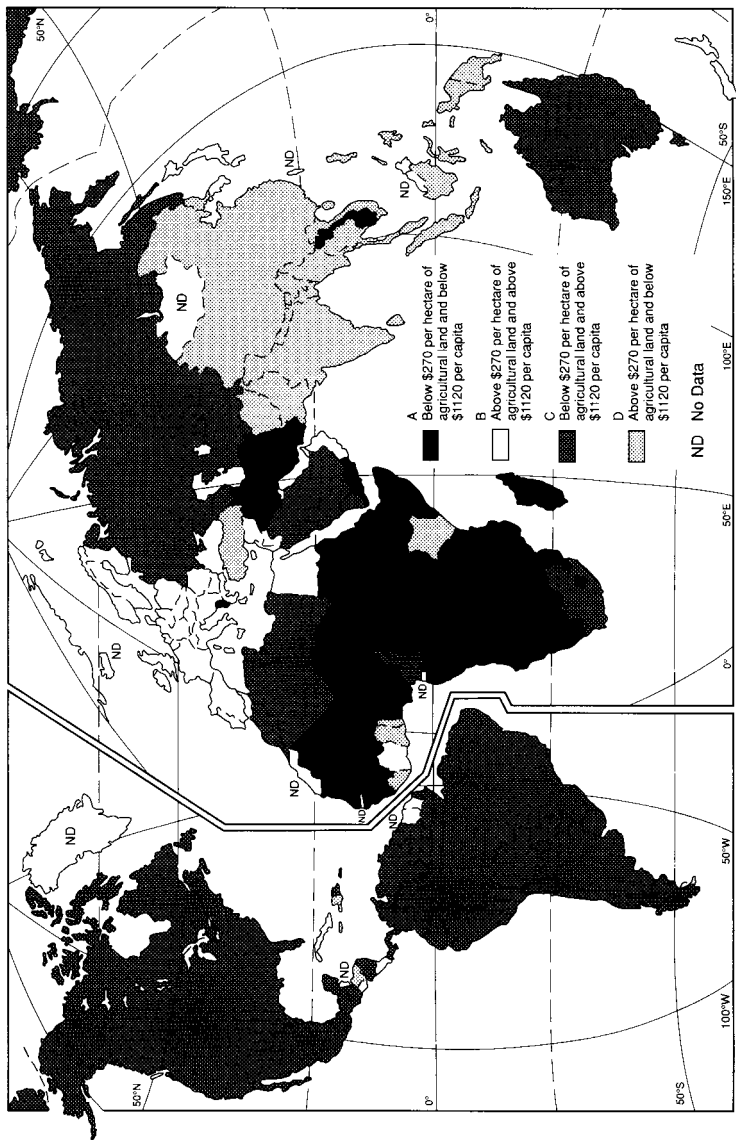 50°N
0°
50°S
150°E
100°E
50°E
0°
50°W
100°W
50°S
0°
50°N
ND
ND
ND
ND
ND
ND
ND
ND
ND
ND
A
Below $270 per hectare of
agricultural land and below
$1120 per capita
B
Above $270 per hectare of
agricultural land and above
$1120 per capita
C
Below $270 per hectare of
agricultural land and above
$1120 per capita
D
Above $270 per hectare of
agricultural land and below
$1120 per capita
ND No Data